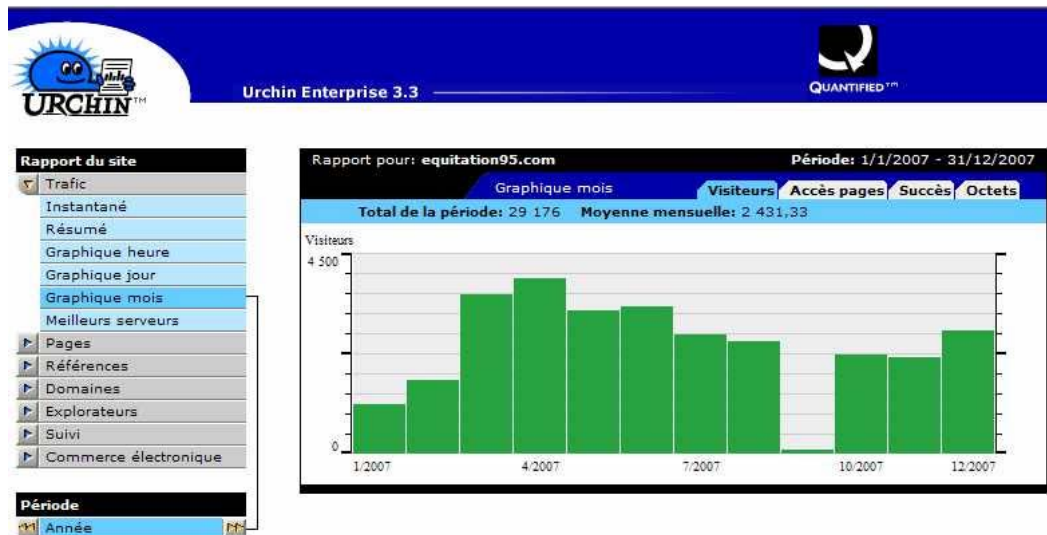 URCHIN™
Urchin Enterprise 3.3
QUANTIFIED™
Rapport du site
Trafic
Instantané
Résumé
Graphique heure
Graphique jour
Graphique mois
Meilleurs serveurs
Pages
Références
Domaines
Explorateurs
Suivi
Commerce électronique
Période
Année
Rapport pour: equitation95.com Période: 1/1/2007 - 31/12/2007
Graphique mois Visiteurs Accès pages Succès Octets
Total de la période: 29 176 Moyenne mensuelle: 2 431,33
Visiteurs
4 500
0
1/2007 4/2007 7/2007 10/2007 12/2007